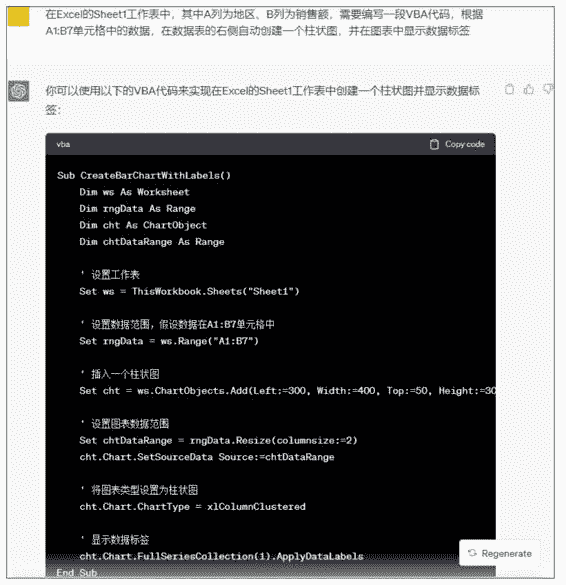 在Excel的Sheet1工作表中，其中A列为地区、B列为销售额，需要编写一段VBA代码，根据
A1:B7单元格中的数据，在数据表的右侧自动创建一个柱状图，并在图表中显示数据标签
你可以使用以下的VBA代码来实现在Excel的Sheet1工作表中创建一个柱状图并显示数据标
签：
vba Copy code
Sub CreateBarChartWithLabels()
    Dim ws As Worksheet
    Dim rngData As Range
    Dim cht As ChartObject
    Dim chtDataRange As Range
    ' 设置工作表
    Set ws = ThisWorkbook.Sheets("Sheet1")
    ' 设置数据范围，假设数据在A1:B7单元格中
    Set rngData = ws.Range("A1:B7")
    ' 插入一个柱状图
    Set cht = ws.ChartObjects.Add(Left:=300, Width:=400, Top:=50, Height:=30
    ' 设置图表数据范围
    Set chtDataRange = rngData.Resize(columnsize:=2)
    cht.Chart.SetSourceData Source:=chtDataRange
    ' 将图表类型设置为柱状图
    cht.Chart.ChartType = xlColumnClustered
    ' 显示数据标签
    cht.Chart.FullSeriesCollection(1).ApplyDataLabels
Regenerate
End Sub